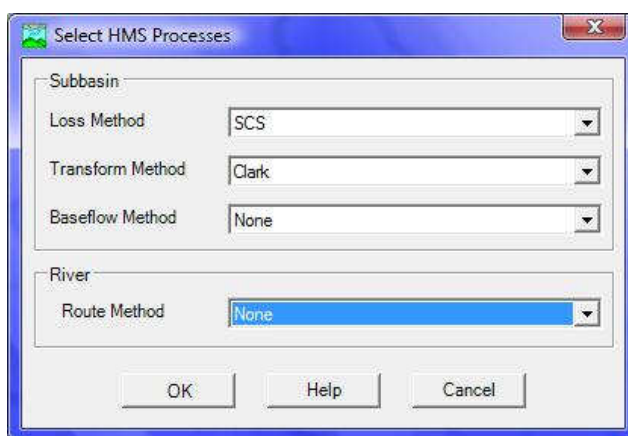 Select HMS Processes
Subbasin
Loss Method SCS
Transform Method Clark
Baseflow Method None
River
Route Method None
OK Help Cancel